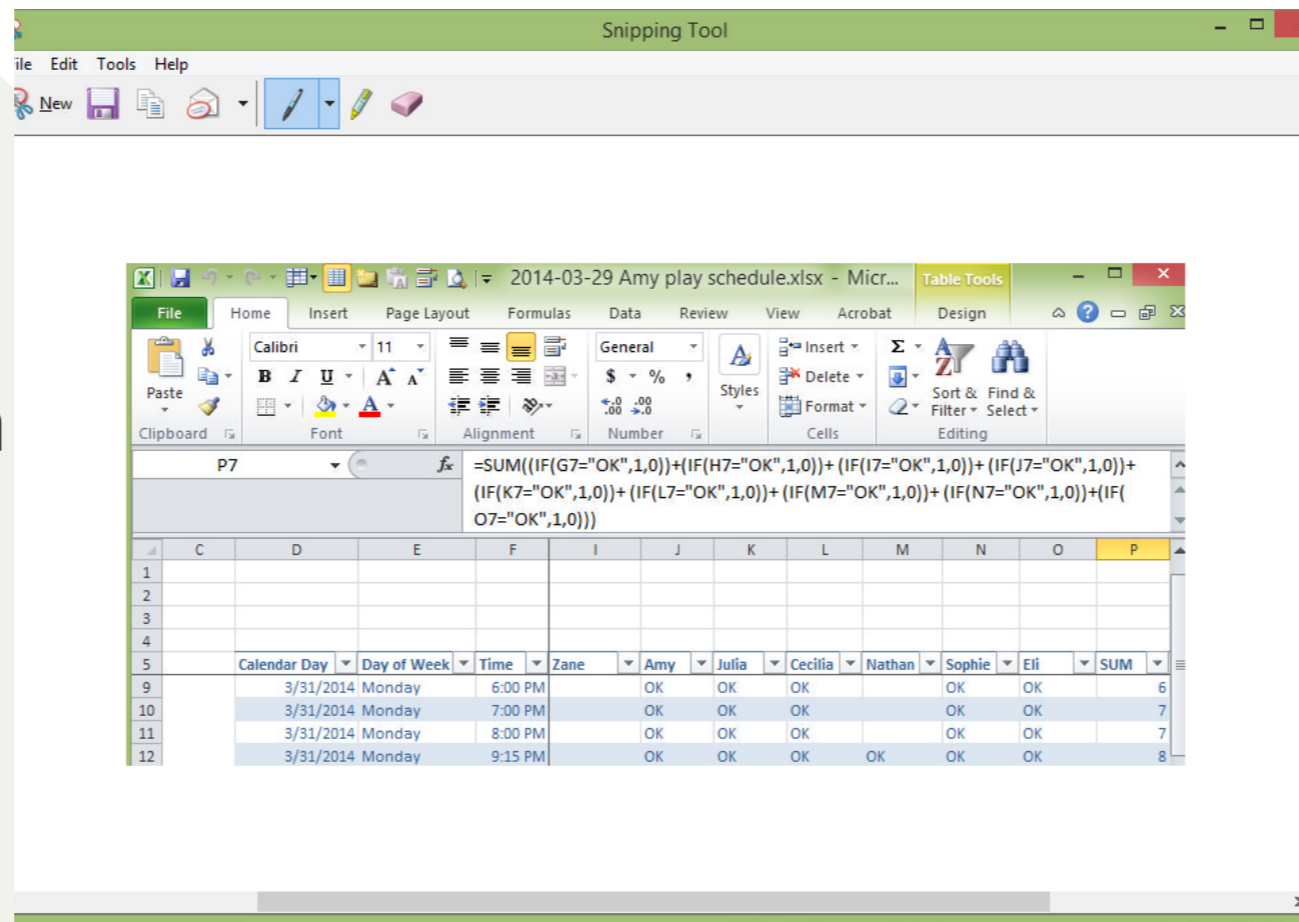 Snipping Tool
File Edit Tools Help
New
2014-03-29 Amy play schedule.xlsx - Micr... Table Tools
File Home Insert Page Layout Formulas Data Review View Acrobat Design
Calibri 11 General Insert Σ
Paste B I U A A $ % , Styles Delete Sort & Find &
A .0 .00 .00 .0 Format Filter Select
Clipboard Font Alignment Number Cells Editing
P7 fx =SUM((IF(G7="OK",1,0))+(IF(H7="OK",1,0))+ (IF(I7="OK",1,0))+ (IF(J7="OK",1,0))+
(IF(K7="OK",1,0))+ (IF(L7="OK",1,0))+ (IF(M7="OK",1,0))+ (IF(N7="OK",1,0))+(IF(
O7="OK",1,0)))
C D E F I J K L M N O P
1
2
3
4
5 Calendar Day Day of Week Time Zane Amy Julia Cecilia Nathan Sophie Eli SUM
9 3/31/2014 Monday 6:00 PM OK OK OK OK OK 6
10 3/31/2014 Monday 7:00 PM OK OK OK OK OK 7
11 3/31/2014 Monday 8:00 PM OK OK OK OK OK 7
12 3/31/2014 Monday 9:15 PM OK OK OK OK OK OK 8